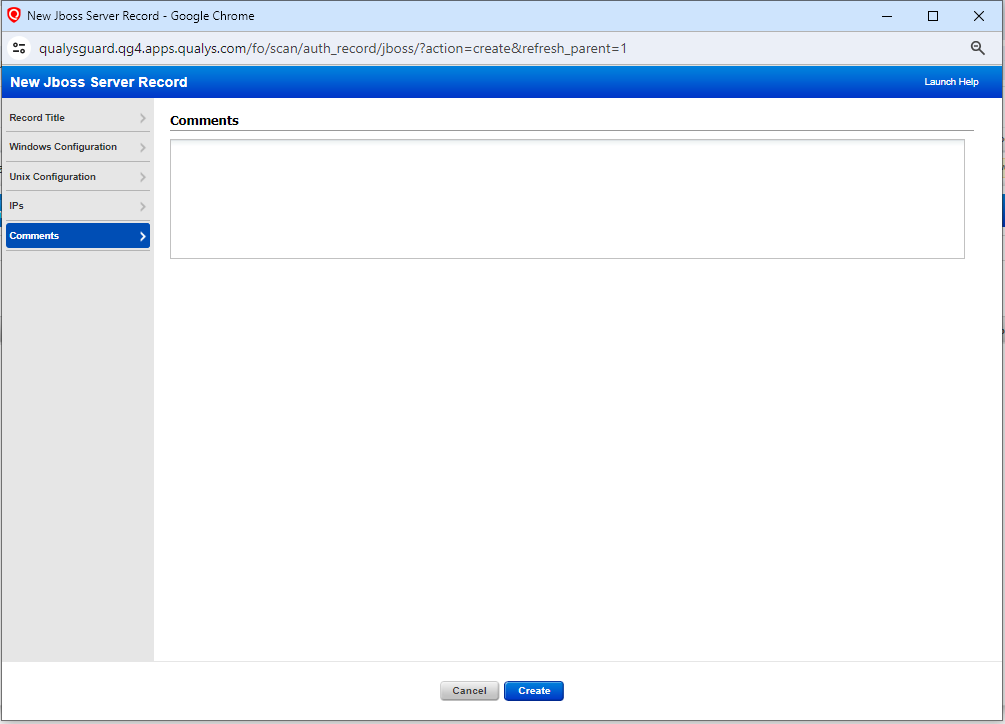 New Jboss Server Record - Google Chrome
qualysguard.qg4.apps.qualys.com/fo/scan/auth_record/jboss/?action=create&refresh_parent=1
New Jboss Server Record
Launch Help
Record Title
Windows Configuration
Unix Configuration
IPs
Comments
Comments
Cancel
Create